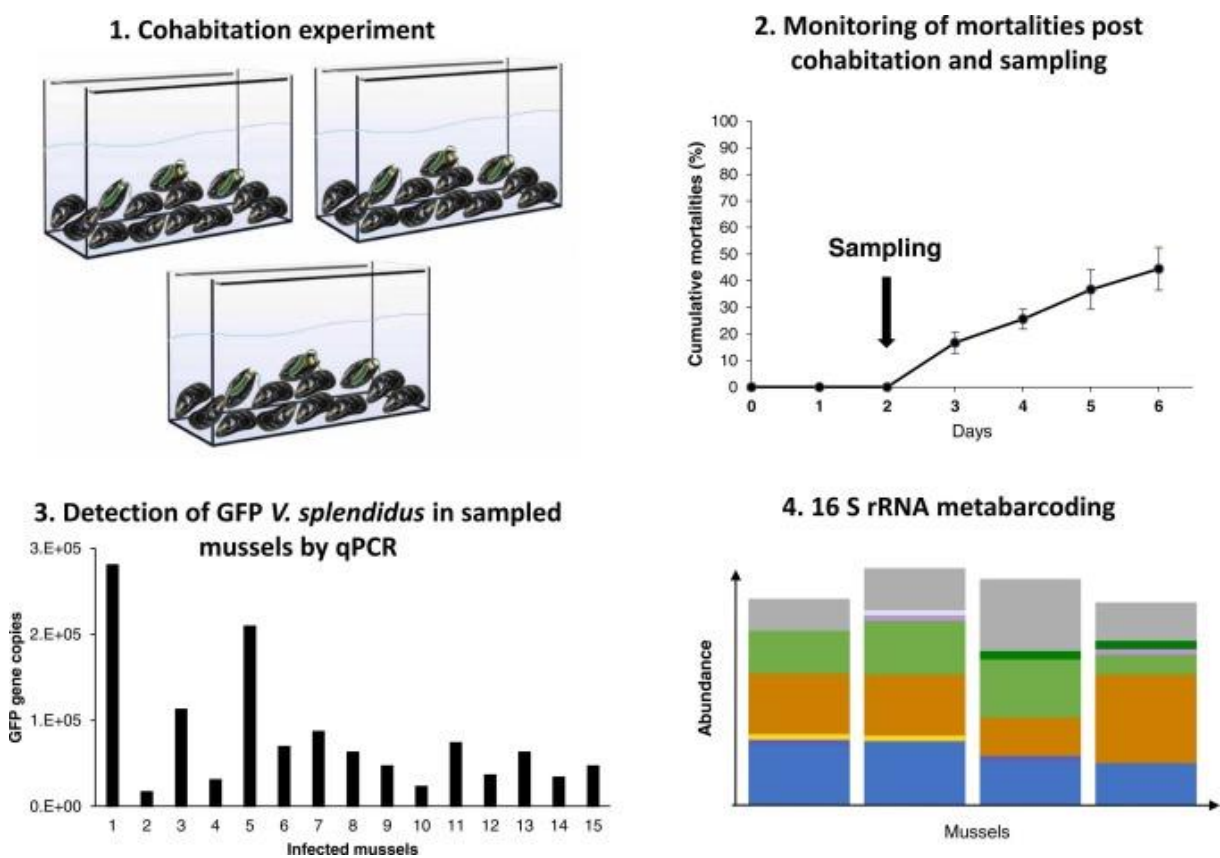 1. Cohabitation experiment
2. Monitoring of mortalities post
cohabitation and sampling
Cumulative mortalities (%)
100
90
80
70
60
50
40
30
20
10
0
Sampling
0 1 2 3 4 5 6
Days
3. Detection of GFP V. splendidus in sampled
mussels by qPCR
GFP gene copies
3.E+05
2.E+05
1.E+05
0.E+00
1 2 3 4 5 6 7 8 9 10 11 12 13 14 15
Infected mussels
4. 16 S rRNA metabarcoding
Abundance
Mussels